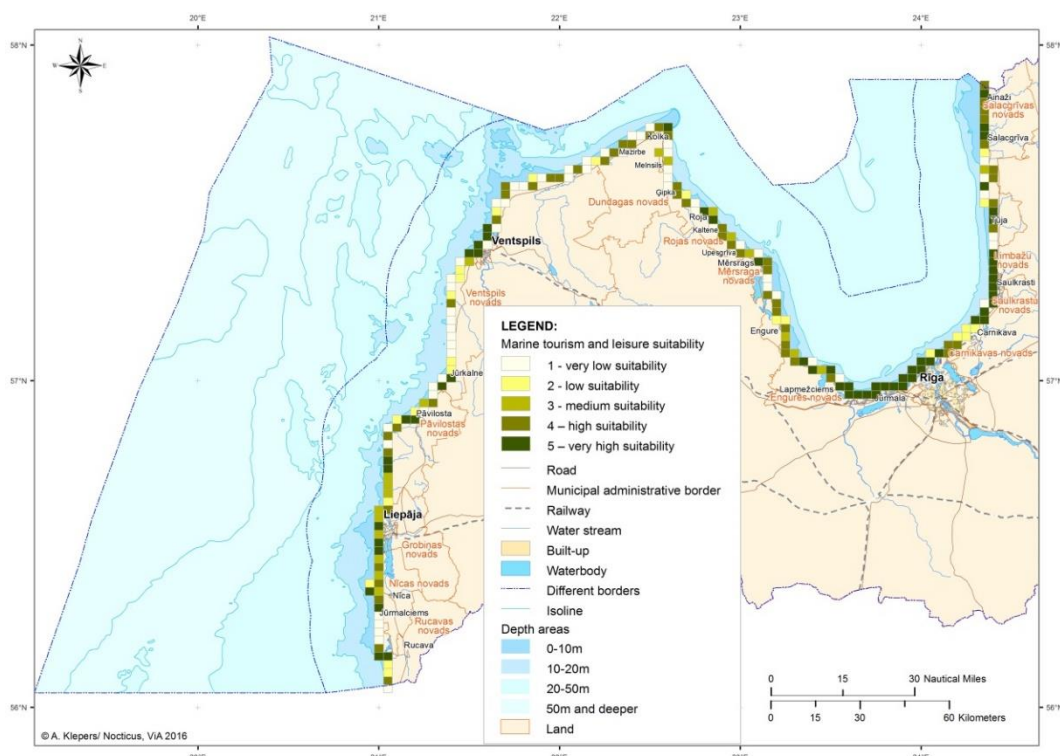 20°E
21°E
22°E
23°E
24°E
58°N
58°N
N
W
E
S
Ainaži
Salacgrīvas
novads
Salacgrīva
Kolka
Mazirbe
Melnsils
Ģipka
Dundagas novads
Roja
Kaltene
Rojas novads
Upesgrīva
Mērsrags
Mērsraga
novads
Tūja
Limbažu
novads
Saulkrasti
Saulkrastu
novads
Ventspils
Ventspils
novads
Engure
Carnikava
Carnikavas novads
57°N
57°N
Rīga
Lapmežciems
Engures novads
Jūrmala
Jūrkalne
Pāvilosta
Pāvilostas
novads
Liepāja
Grobiņas
novads
Nīcas novads
Nīca
Jūrmalciems
Rucavas
novads
Rucava
LEGEND:
Marine tourism and leisure suitability
1 - very low suitability
2 - low suitability
3 - medium suitability
4 – high suitability
5 – very high suitability
Road
Municipal administrative border
Railway
Water stream
Built-up
Waterbody
Different borders
Isoline
Depth areas
0-10m
10-20m
20-50m
50m and deeper
Land
0 15 30 Nautical Miles
0 15 30 60 Kilometers
56°N
56°N
© A. Klepers/ Nocticus, ViA 2016
20°E
21°E
23°E
24°E